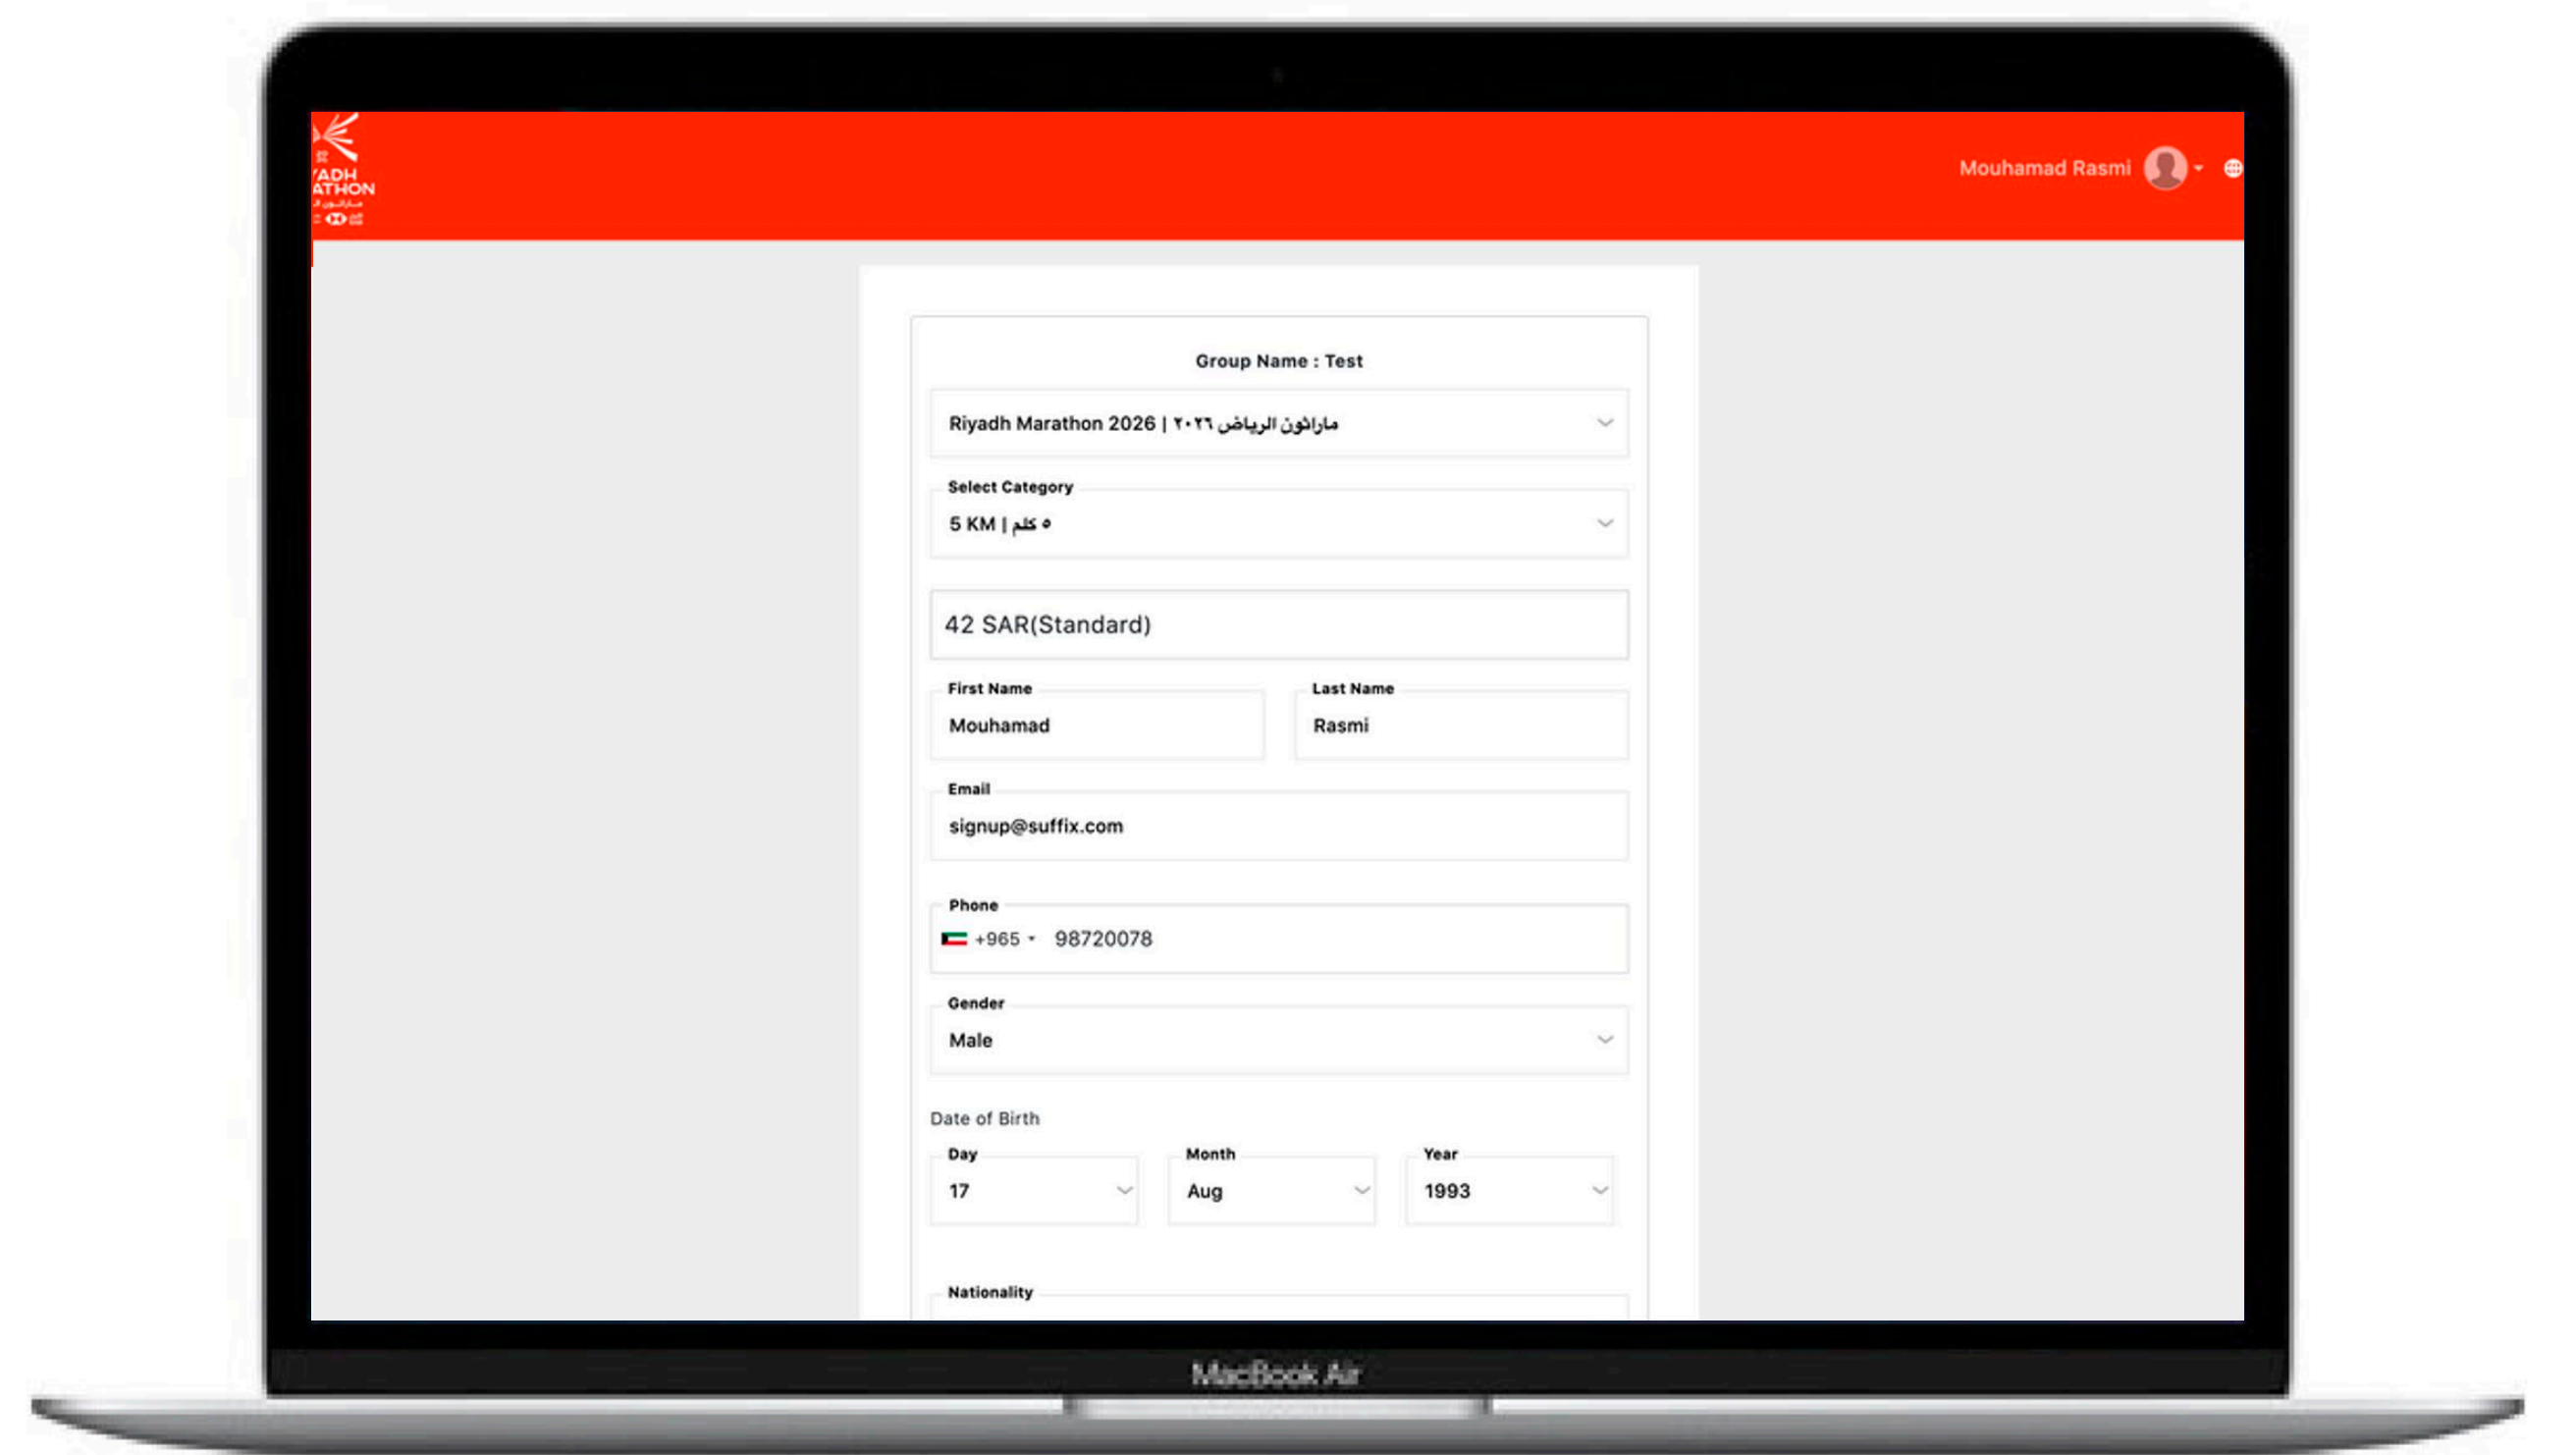 YADH
ATHON
Mouhamad Rasmi
Group Name : Test
Riyadh Marathon 2026 | ماراثون الرياض ٢٠٢٦
Select Category
5 KM | ٥ كلم
42 SAR(Standard)
First Name
Last Name
Mouhamad
Rasmi
Email
signup@suffix.com
Phone
+965 98720078
Gender
Male
Date of Birth
Day
Month
Year
17
Aug
1993
Nationality
MacBook Air